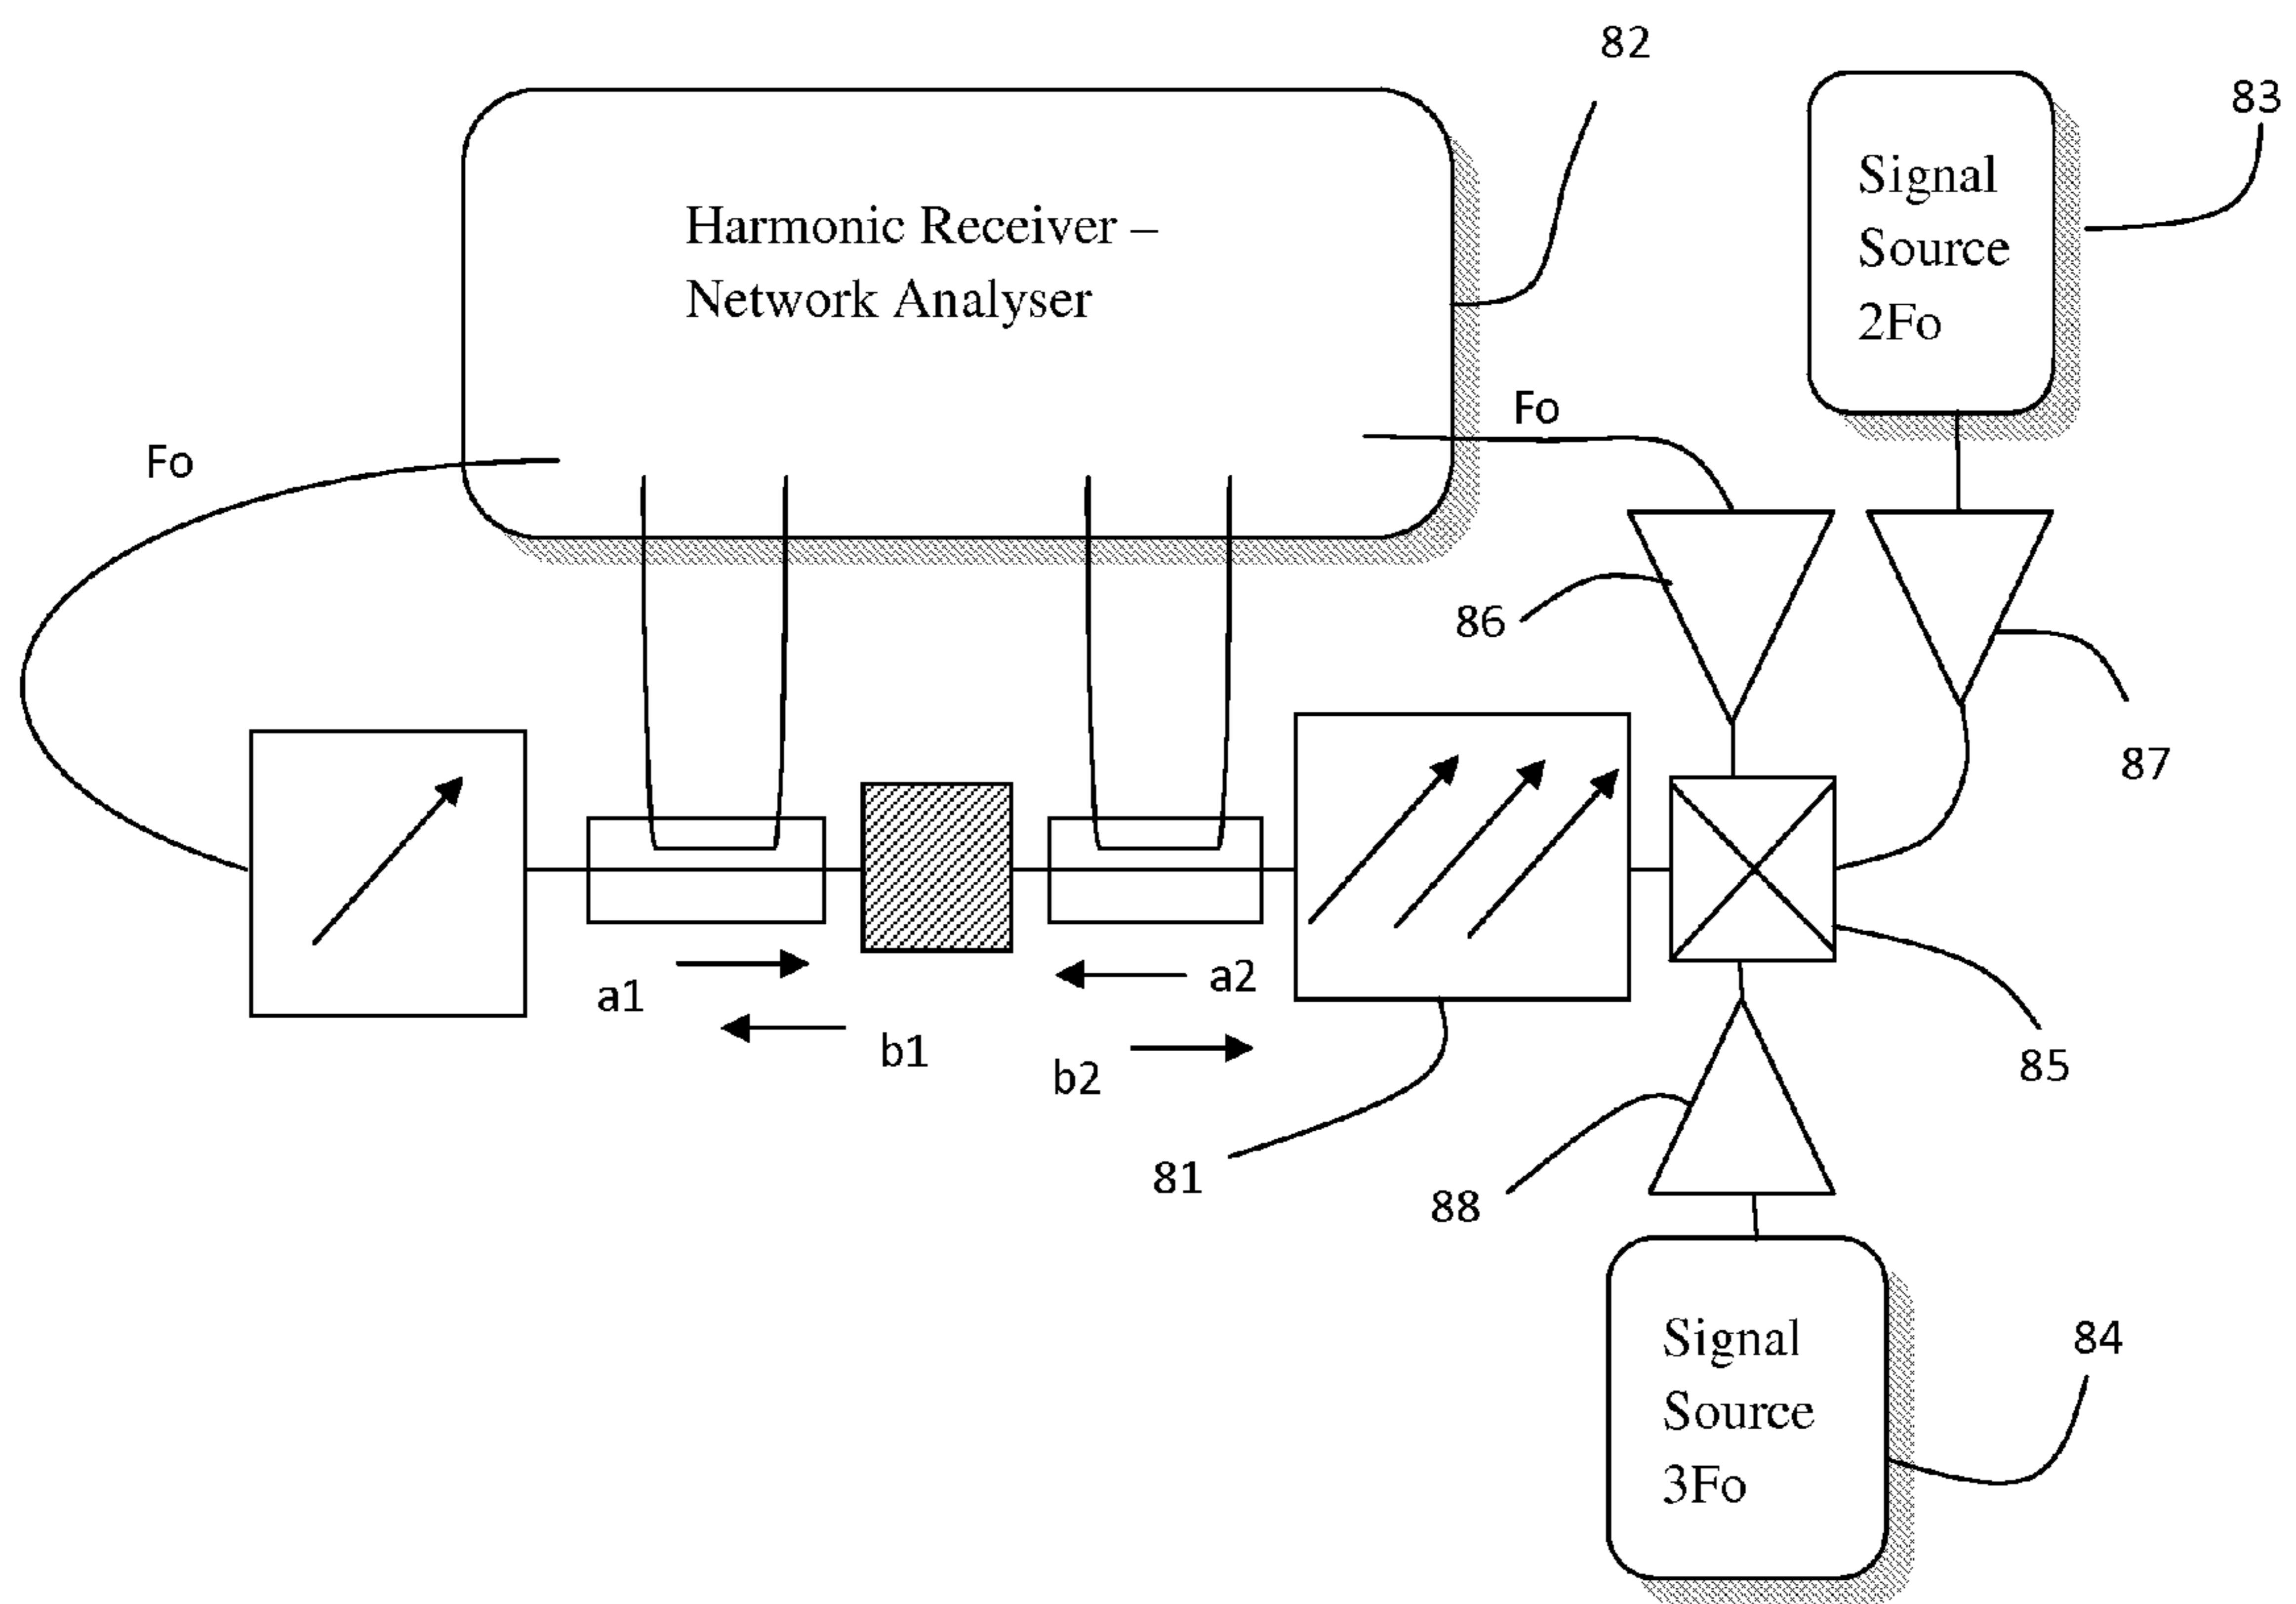 82
83
Signal
Source
2Fo
Harmonic Receiver –
Network Analyser
Fo
Fo
86
87
a1
a2
b1
b2
85
81
88
84
Signal
Source
3Fo